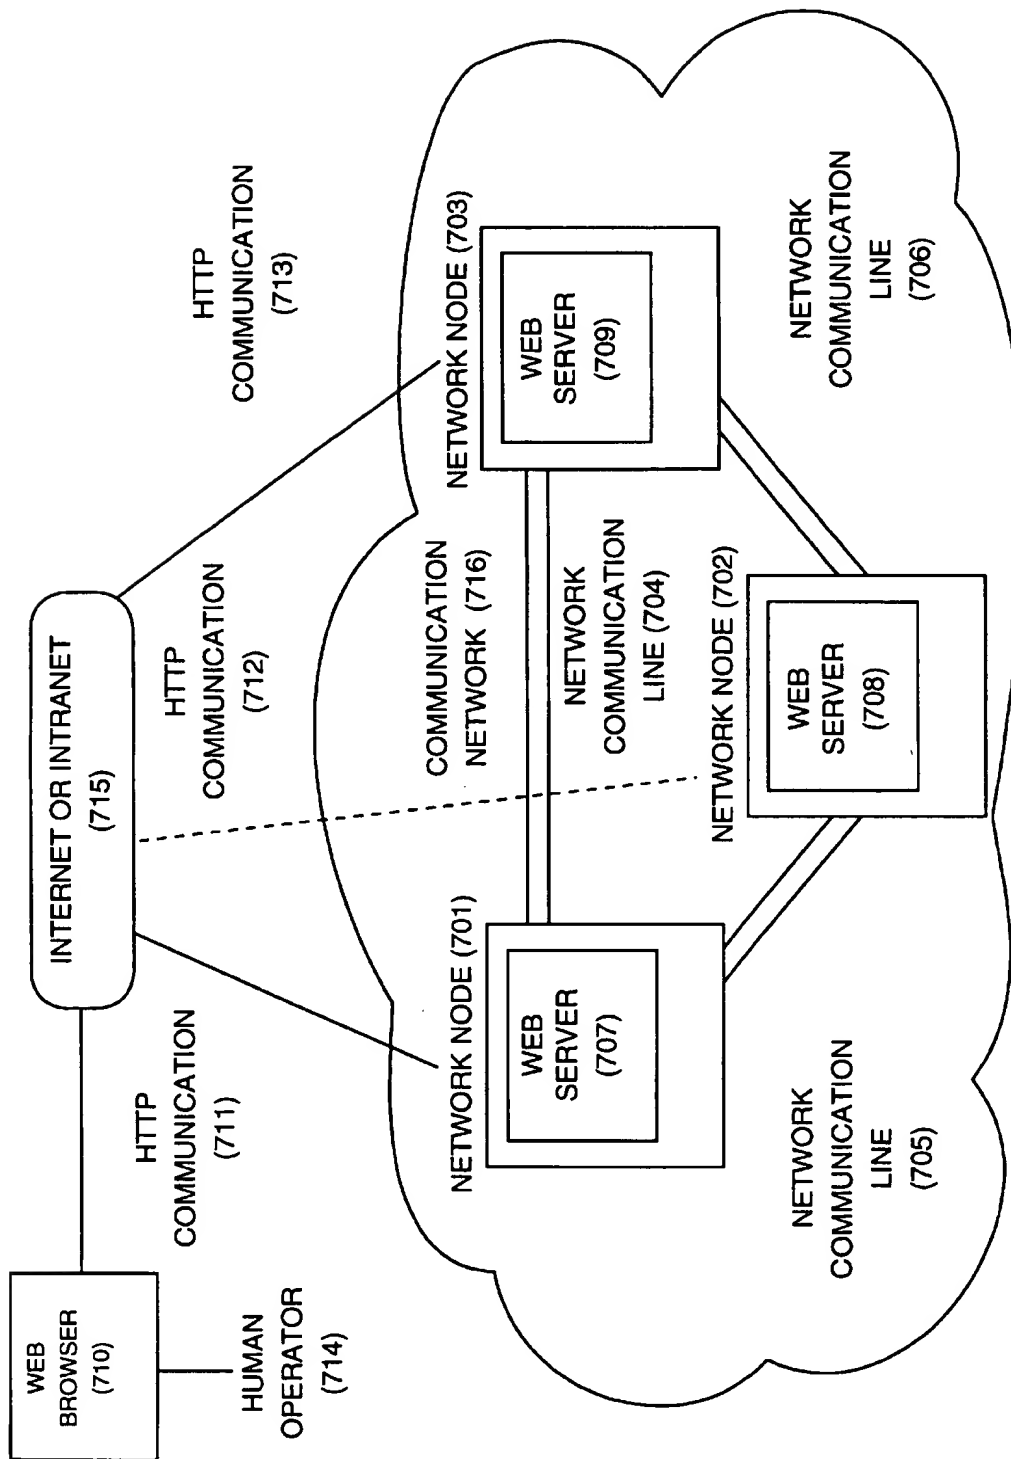 WEB
BROWSER
(710)
HUMAN
OPERATOR
(714)
INTERNET OR INTRANET
(715)
HTTP
COMMUNICATION
(711)
HTTP
COMMUNICATION
(712)
HTTP
COMMUNICATION
(713)
COMMUNICATION
NETWORK (716)
NETWORK NODE (701)
WEB
SERVER
(707)
NETWORK
COMMUNICATION
LINE (704)
NETWORK NODE (703)
WEB
SERVER
(709)
NETWORK NODE (702)
WEB
SERVER
(708)
NETWORK
COMMUNICATION
LINE
(705)
NETWORK
COMMUNICATION
LINE
(706)